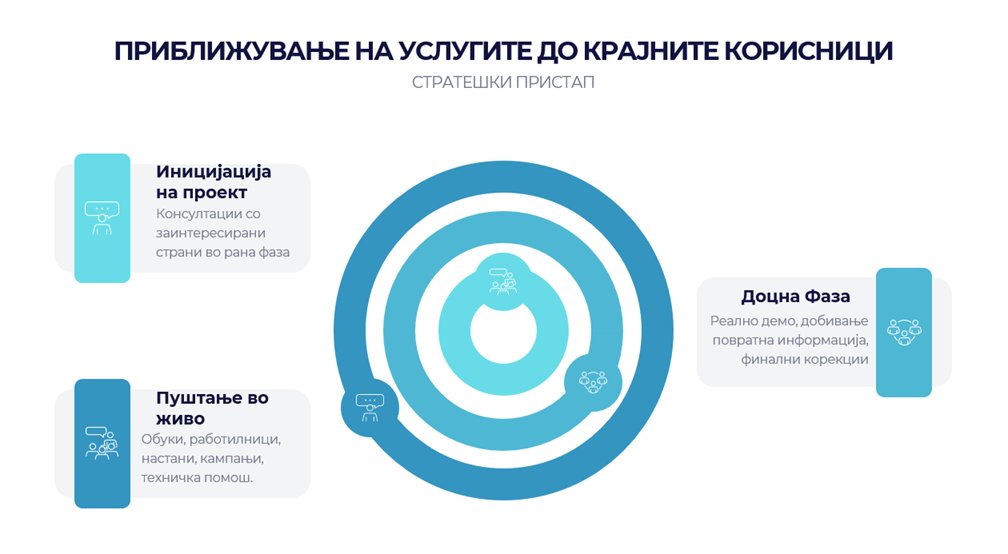 ПРИБЛИЖУВАЊЕ НА УСЛУГИТЕ ДО КРАЈНИТЕ КОРИСНИЦИ
СТРАТЕШКИ ПРИСТАП
Иницијација
на проект
Консултации со
заинтересирани
страни во рана фаза
Доцна Фаза
Реално демо, добивање
повратна информација,
финални корекции
Пуштање во
живо
Обуки, работилници,
настани, кампањи,
техничка помош.